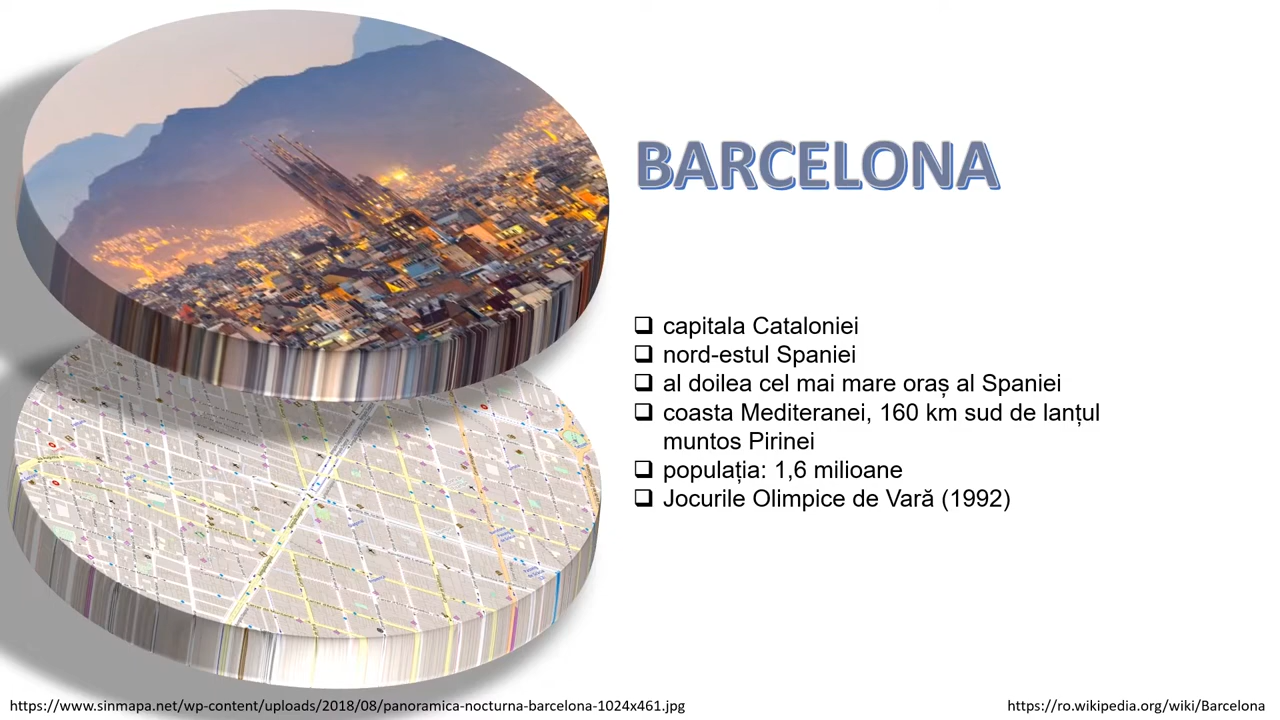 BARCELONA
❑ capitala Cataloniei
❑ nord-estul Spaniei
❑ al doilea cel mai mare oraș al Spaniei
❑ coasta Mediteranei, 160 km sud de lanțul
muntos Pirinei
❑ populația: 1,6 milioane
❑ Jocurile Olimpice de Vară (1992)
https://www.sinmapa.net/wp-content/uploads/2018/08/panoramica-nocturna-barcelona-1024x461.jpg
https://ro.wikipedia.org/wiki/Barcelona